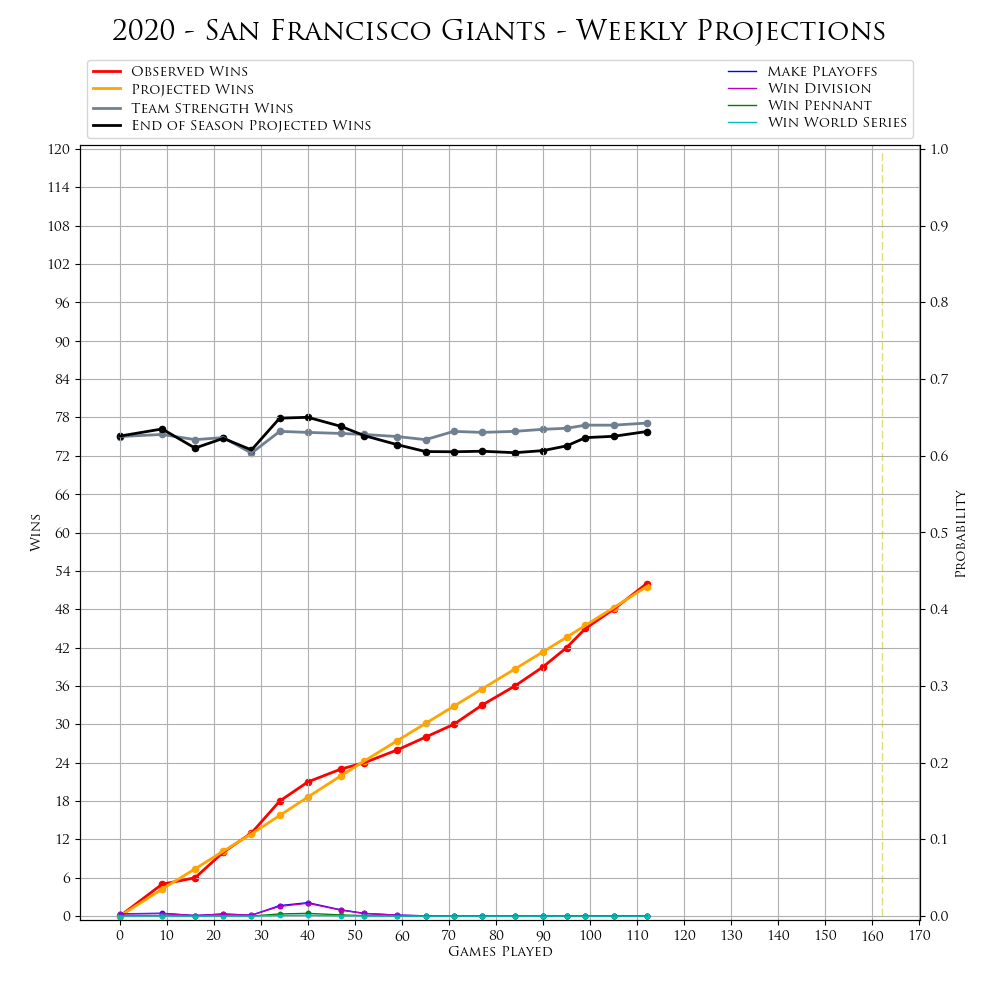 2020 - San Francisco Giants - Weekly Projections
Observed Wins
Projected Wins
Team Strength Wins
End of Season Projected Wins
Make Playoffs
Win Division
Win Pennant
Win World Series
120
114
108
102
96
90
84
78
72
66
60
54
48
42
36
30
24
18
12
6
0
Wins
1.0
0.9
0.8
0.7
0.6
0.5
0.4
0.3
0.2
0.1
0.0
Probability
0 10 20 30 40 50 60 70 80 90 100 110 120 130 140 150 160 170
Games Played